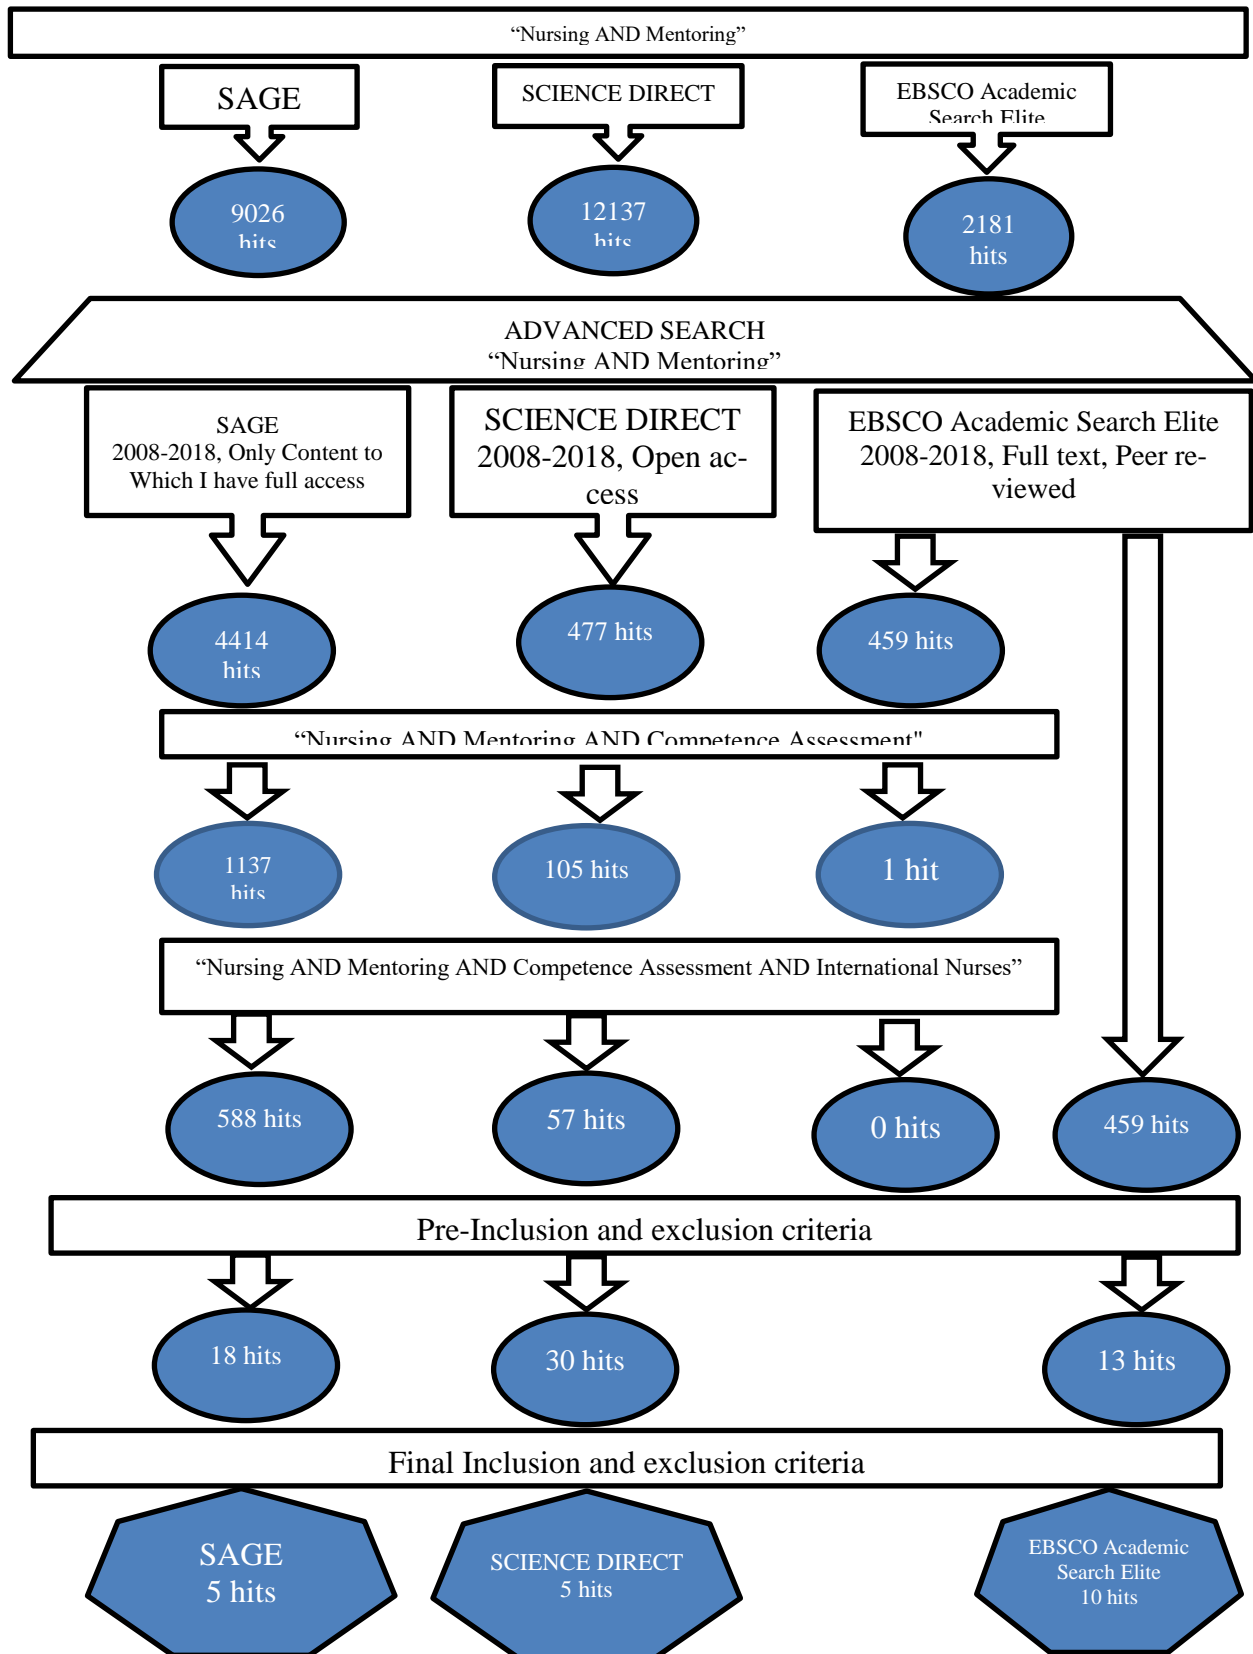 “Nursing AND Mentoring”
SAGE
SCIENCE DIRECT
EBSCO Academic
Search Elite
9026
hits
12137
hits
2181
hits
ADVANCED SEARCH
“Nursing AND Mentoring”
SAGE
2008-2018, Only Content to
Which I have full access
SCIENCE DIRECT
2008-2018, Open ac-
cess
EBSCO Academic Search Elite
2008-2018, Full text, Peer re-
viewed
4414
hits
477 hits
459 hits
“Nursing AND Mentoring AND Competence Assessment"
1137
hits
105 hits
1 hit
“Nursing AND Mentoring AND Competence Assessment AND International Nurses”
588 hits
57 hits
0 hits
459 hits
Pre-Inclusion and exclusion criteria
18 hits
30 hits
13 hits
Final Inclusion and exclusion criteria
SAGE
5 hits
SCIENCE DIRECT
5 hits
EBSCO Academic
Search Elite
10 hits